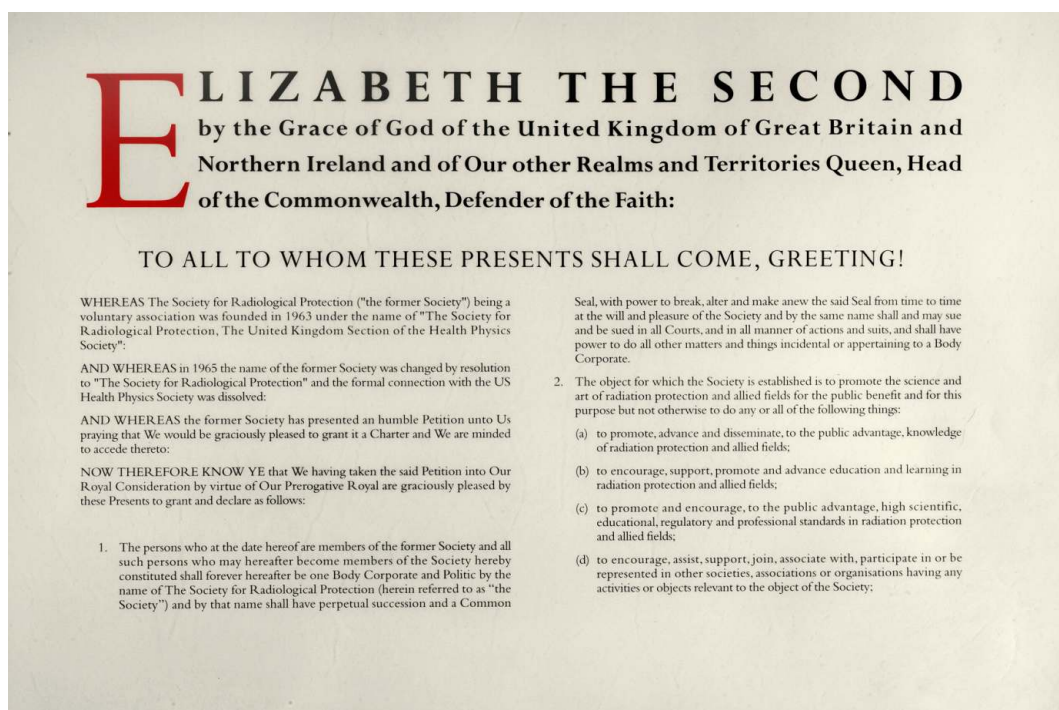 ELIZABETH THE SECOND
by the Grace of God of the United Kingdom of Great Britain and
Northern Ireland and of Our other Realms and Territories Queen, Head
of the Commonwealth, Defender of the Faith:
TO ALL TO WHOM THESE PRESENTS SHALL COME, GREETING!
WHEREAS The Society for Radiological Protection ("the former Society") being a
voluntary association was founded in 1963 under the name of "The Society for
Radiological Protection, The United Kingdom Section of the Health Physics
Society":
AND WHEREAS in 1965 the name of the former Society was changed by resolution
to "The Society for Radiological Protection" and the formal connection with the US
Health Physics Society was dissolved:
AND WHEREAS the former Society has presented an humble Petition unto Us
praying that We would be graciously pleased to grant it a Charter and We are minded
to accede thereto:
NOW THEREFORE KNOW YE that We having taken the said Petition into Our
Royal Consideration by virtue of Our Prerogative Royal are graciously pleased by
these Presents to grant and declare as follows:
1. The persons who at the date hereof are members of the former Society and all
such persons who may hereafter become members of the Society hereby
constituted shall forever hereafter be one Body Corporate and Politic by the
name of The Society for Radiological Protection (herein referred to as "the
Society") and by that name shall have perpetual succession and a Common
Seal, with power to break, alter and make anew the said Seal from time to time
at the will and pleasure of the Society and by the same name shall and may sue
and be sued in all Courts, and in all manner of actions and suits, and shall have
power to do all other matters and things incidental or appertaining to a Body
Corporate.
2. The object for which the Society is established is to promote the science and
art of radiation protection and allied fields for the public benefit and for this
purpose but not otherwise to do any or all of the following things:
(a) to promote, advance and disseminate, to the public advantage, knowledge
of radiation protection and allied fields;
(b) to encourage, support, promote and advance education and learning in
radiation protection and allied fields;
(c) to promote and encourage, to the public advantage, high scientific,
educational, regulatory and professional standards in radiation protection
and allied fields;
(d) to encourage, assist, support, join, associate with, participate in or be
represented in other societies, associations or organisations having any
activities or objects relevant to the object of the Society;